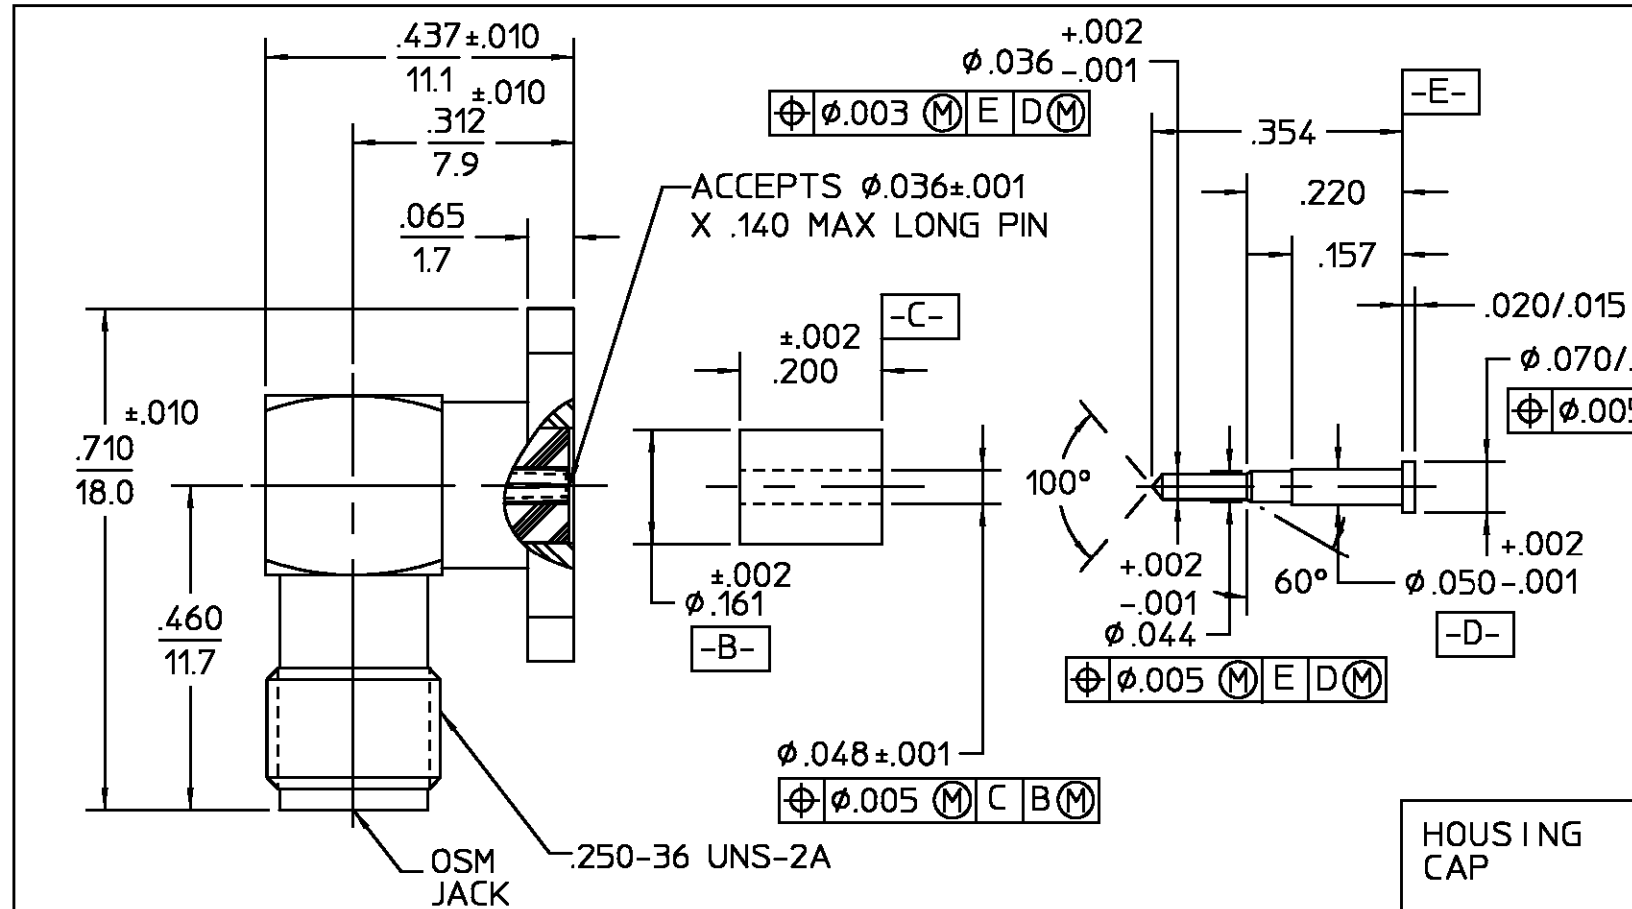 .437 ±.010
11.1
±.010
.312
7.9
.065
1.7
±.010
.710
18.0
.460
11.7
ACCEPTS ⌀.036±.001
X .140 MAX LONG PIN
OSM
JACK
.250-36 UNS-2A
±.002
.200
-C-
±.002
⌀.161
-B-
⌀.048±.001
⌖ ⌀.005 Ⓜ C B Ⓜ
+.002
⌀.036 -.001
⌖ ⌀.003 Ⓜ E D Ⓜ
-E-
.354
.220
.157
.020/.015
⌀.070/.
⌖ ⌀.005
100°
60°
+.002
-.001
⌀.044
⌖ ⌀.005 Ⓜ E D Ⓜ
+.002
⌀.050 -.001
-D-
HOUSING
CAP